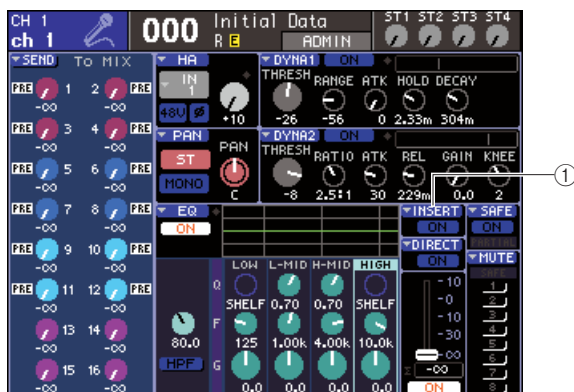 CH 1
ch 1
000
Initial Data
R E ADMIN
ST1 ST2 ST3 ST4
SEND TO MIX
PRE 1 2 PRE
-∞ -∞
PRE 3 4 PRE
-∞ -∞
PRE 5 6 PRE
-∞ -∞
PRE 7 8 PRE
-∞ -∞
PRE 9 10 PRE
-∞ -∞
PRE 11 12 PRE
-∞ -∞
13 14
-∞ -∞
15 16
-∞ -∞
HA
IN
1
48V Ø
+10
PAN
ST
MONO
PAN
C
DYNA1 ON
THRESH RANGE ATK HOLD DECAY
-26 -56 0 2.33m 304m
DYNA2 ON
THRESH RATIO ATK REL GAIN KNEE
-8 2.5:1 30 229m 0.0 2
EQ
ON
LOW L-MID H-MID HIGH
Q
SHELF 0.70 0.70 SHELF
F
80.0
125 1.00k 4.00k 10.0k
HPF
G
0.0 0.0 0.0 0.0
INSERT
ON
DIRECT
ON
-10
-0
-10
-30
-∞
Σ -∞
ON
SAFE
ON
PARTIAL
MUTE
SAFE
1
2
3
4
5
6
7
8
1